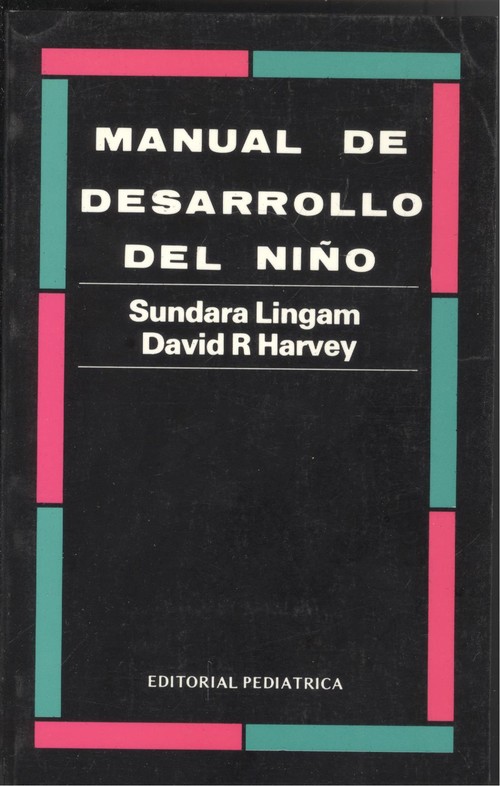 MANUAL DE
DESARROLLO
DEL NIÑO
Sundara Lingam
David R Harvey
EDITORIAL PEDIATRICA